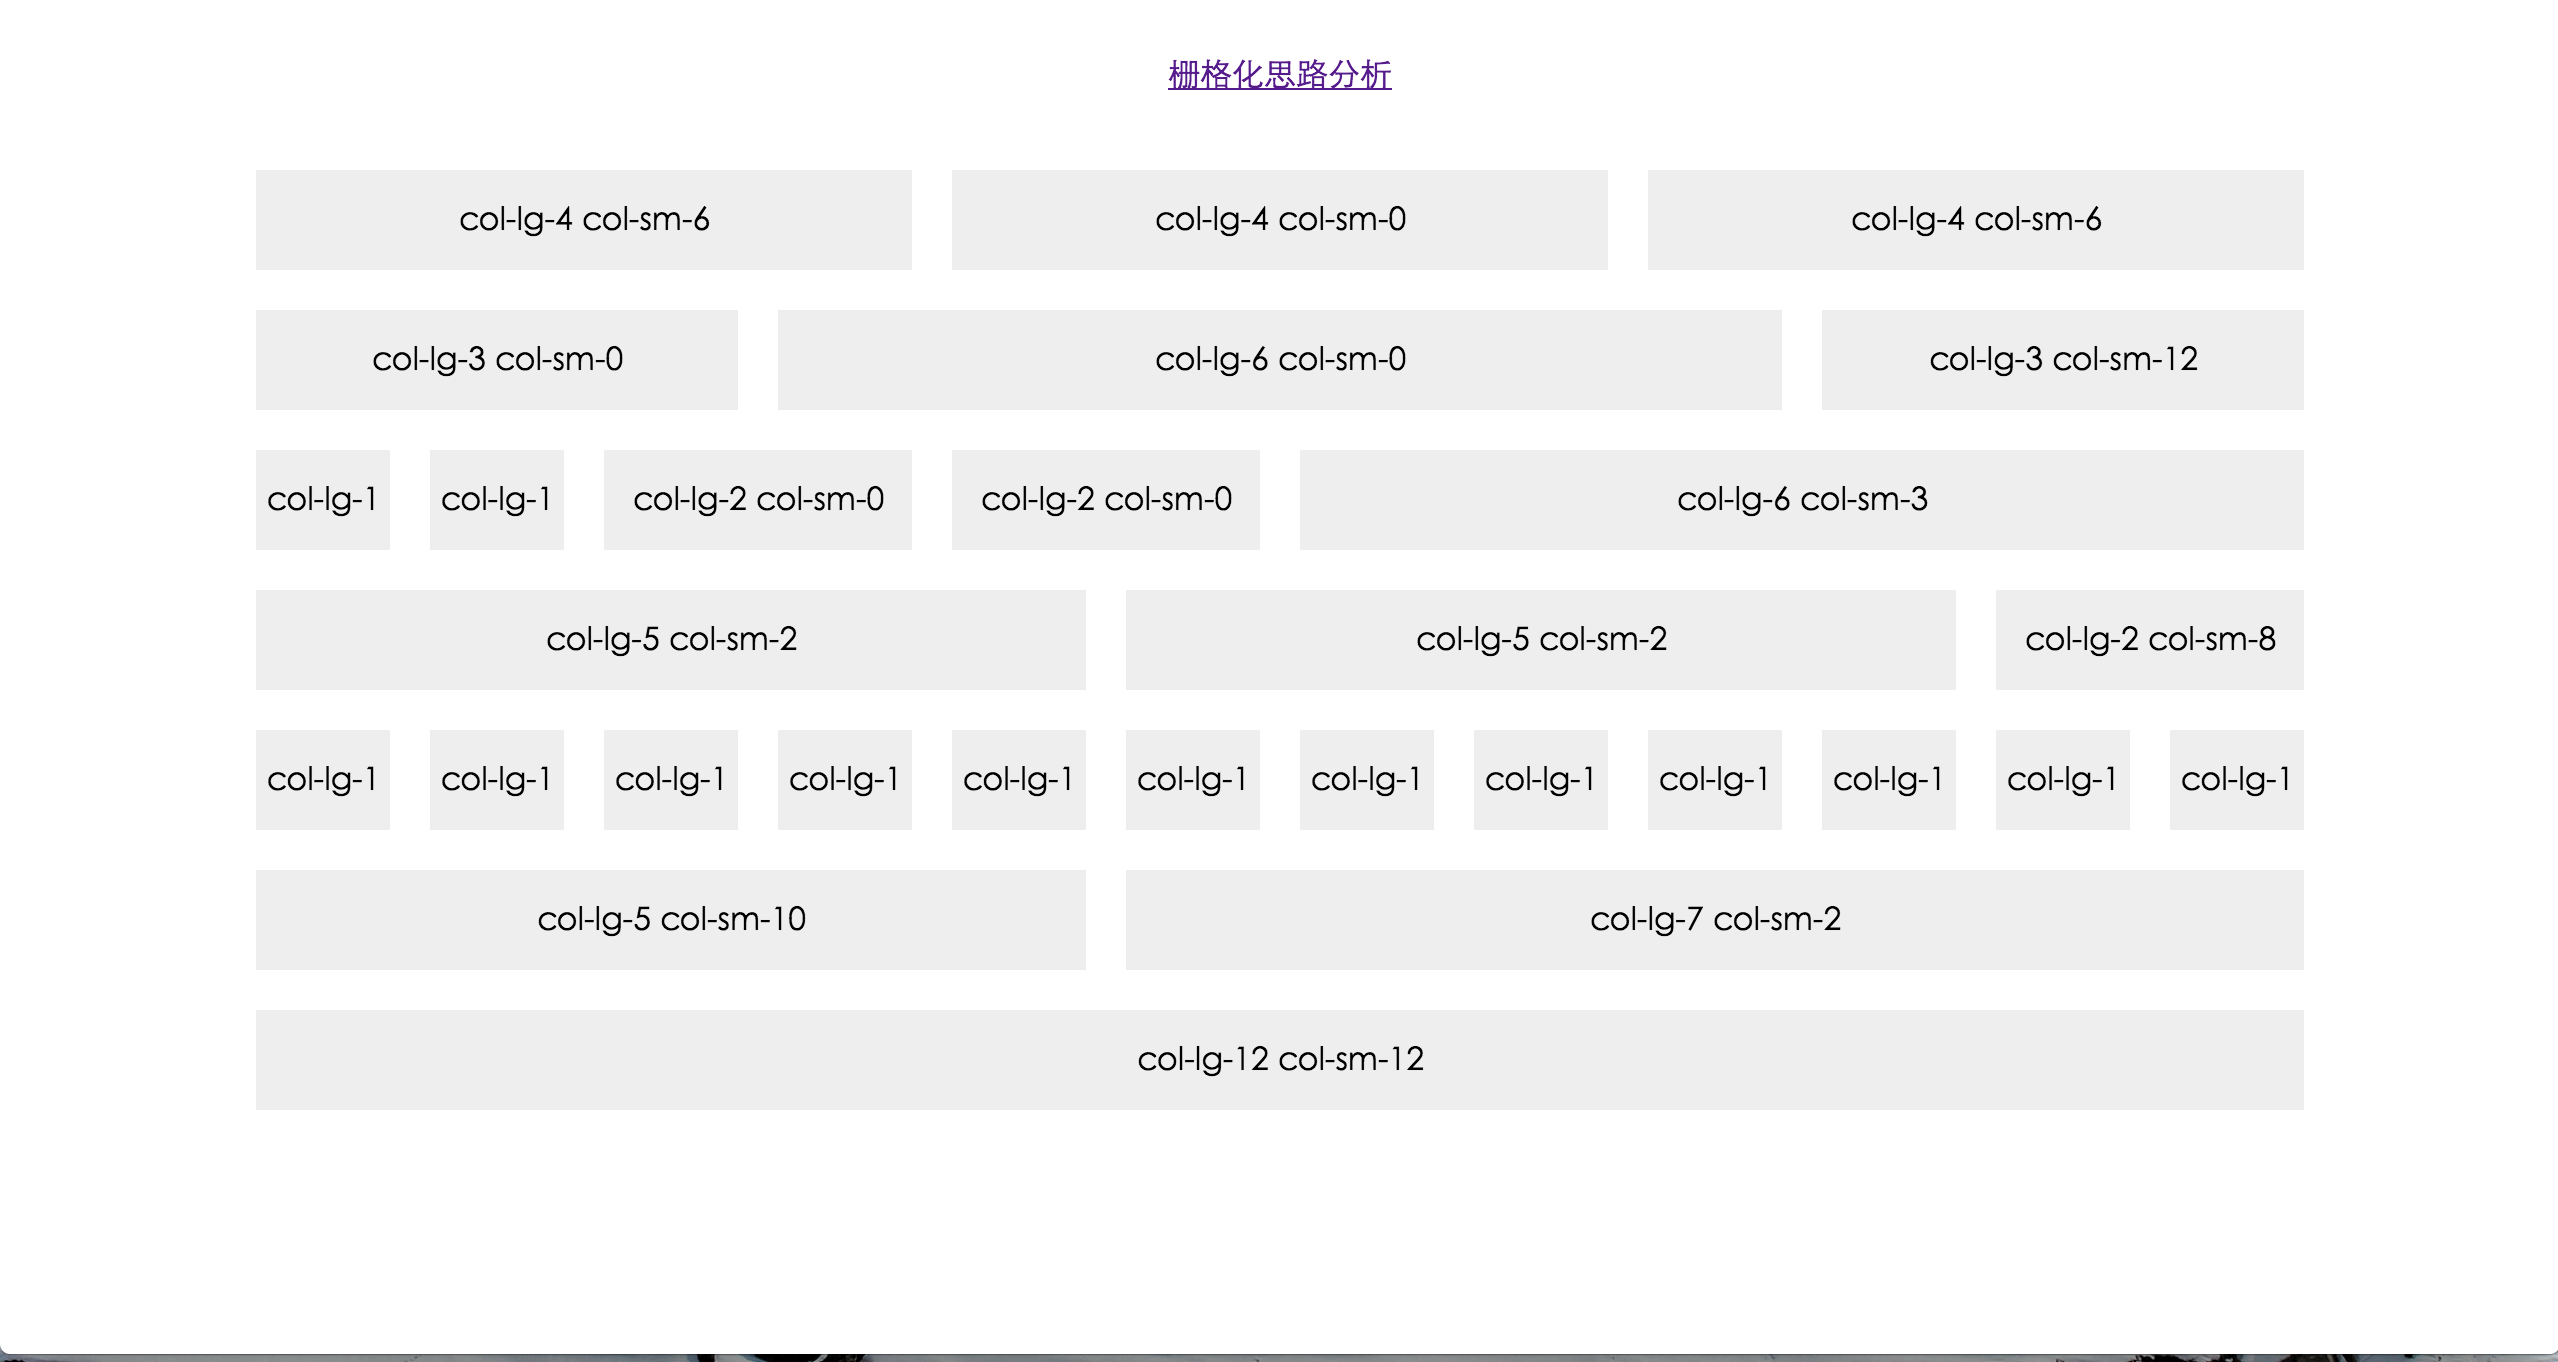 栅格化思路分析
col-lg-4 col-sm-6 col-lg-4 col-sm-0 col-lg-4 col-sm-6
col-lg-3 col-sm-0 col-lg-6 col-sm-0 col-lg-3 col-sm-12
col-lg-1 col-lg-1 col-lg-2 col-sm-0 col-lg-2 col-sm-0 col-lg-6 col-sm-3
col-lg-5 col-sm-2 col-lg-5 col-sm-2 col-lg-2 col-sm-8
col-lg-1 col-lg-1 col-lg-1 col-lg-1 col-lg-1 col-lg-1 col-lg-1 col-lg-1 col-lg-1 col-lg-1 col-lg-1 col-lg-1
col-lg-5 col-sm-10 col-lg-7 col-sm-2
col-lg-12 col-sm-12